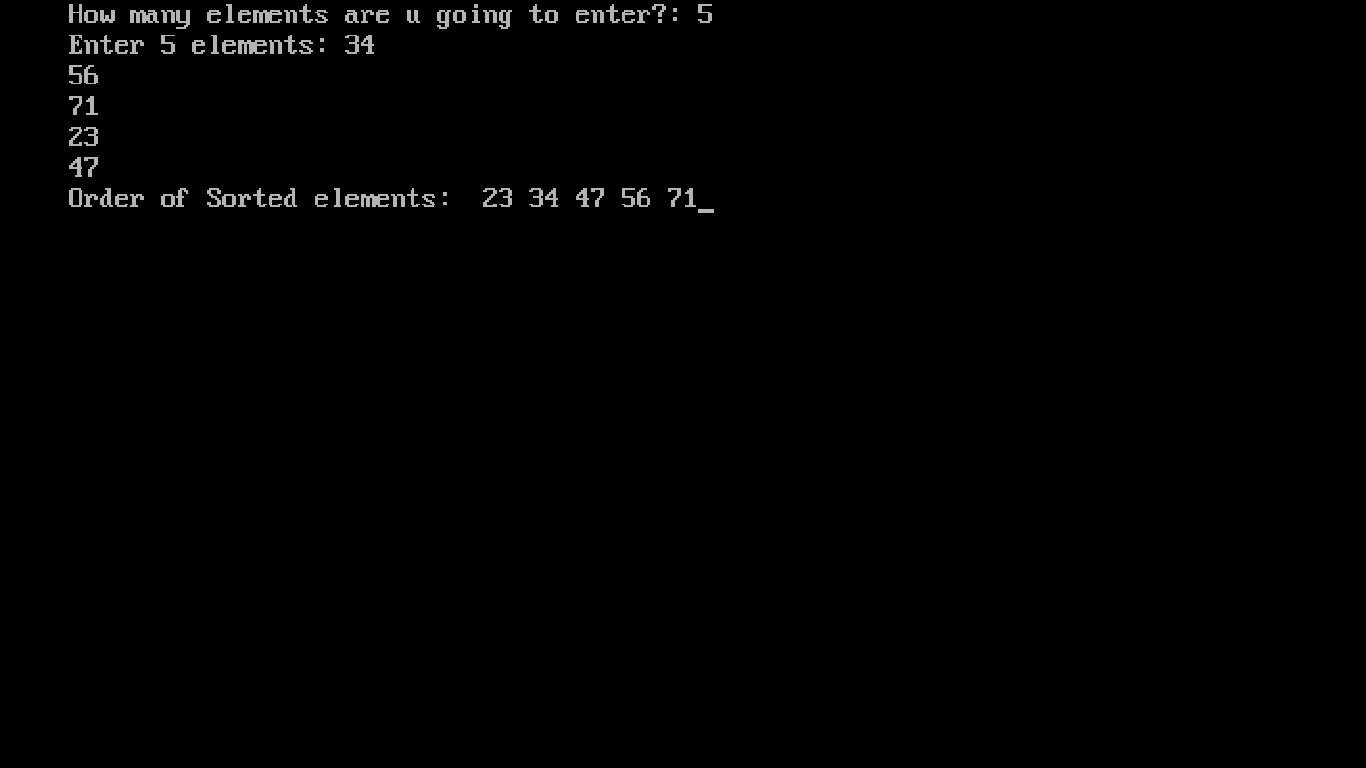 How many elements are u going to enter?: 5
Enter 5 elements: 34
56
71
23
47
Order of Sorted elements:  23 34 47 56 71_